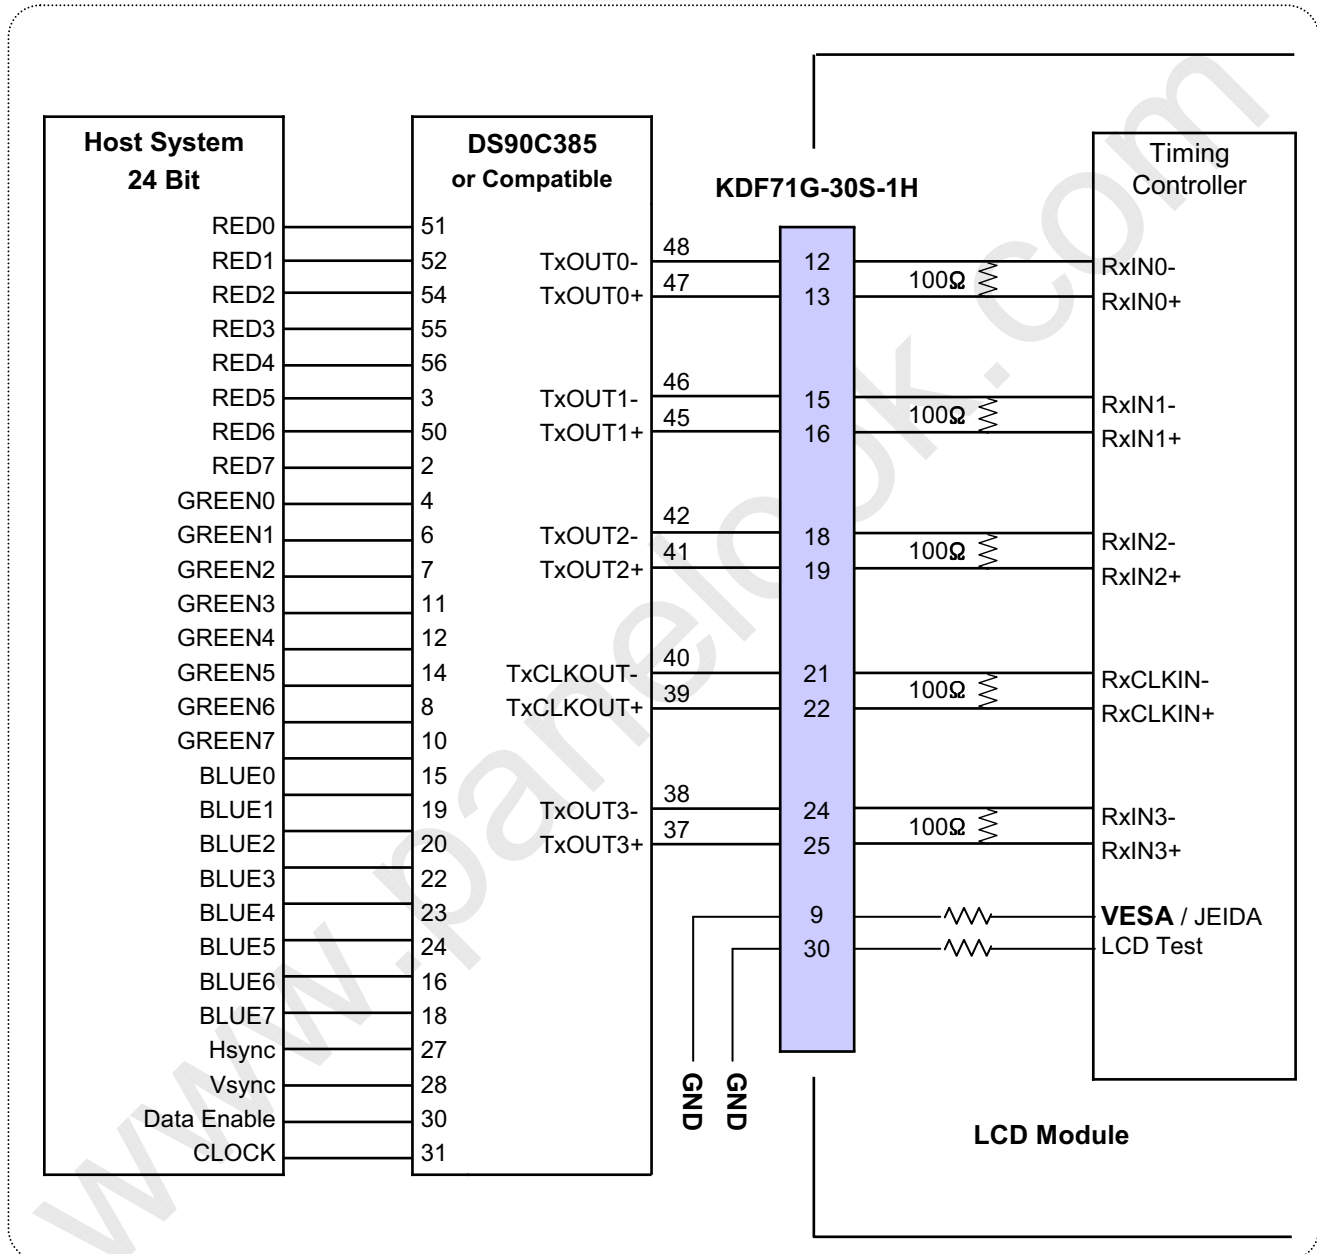 Host System
24 Bit
RED0
RED1
RED2
RED3
RED4
RED5
RED6
RED7
GREEN0
GREEN1
GREEN2
GREEN3
GREEN4
GREEN5
GREEN6
GREEN7
BLUE0
BLUE1
BLUE2
BLUE3
BLUE4
BLUE5
BLUE6
BLUE7
Hsync
Vsync
Data Enable
CLOCK
DS90C385
or Compatible
51
52
54
55
56
3
50
2
4
6
7
11
12
14
8
10
15
19
20
22
23
24
16
18
27
28
30
31
TxOUT0-
TxOUT0+
TxOUT1-
TxOUT1+
TxOUT2-
TxOUT2+
TxCLKOUT-
TxCLKOUT+
TxOUT3-
TxOUT3+
48
47
46
45
42
41
40
39
38
37
GND
GND
KDF71G-30S-1H
12
13
15
16
18
19
21
22
24
25
9
30
100Ω
100Ω
100Ω
100Ω
100Ω
Timing
Controller
RxIN0-
RxIN0+
RxIN1-
RxIN1+
RxIN2-
RxIN2+
RxCLKIN-
RxCLKIN+
RxIN3-
RxIN3+
VESA / JEIDA
LCD Test
LCD Module
www.panelook.com